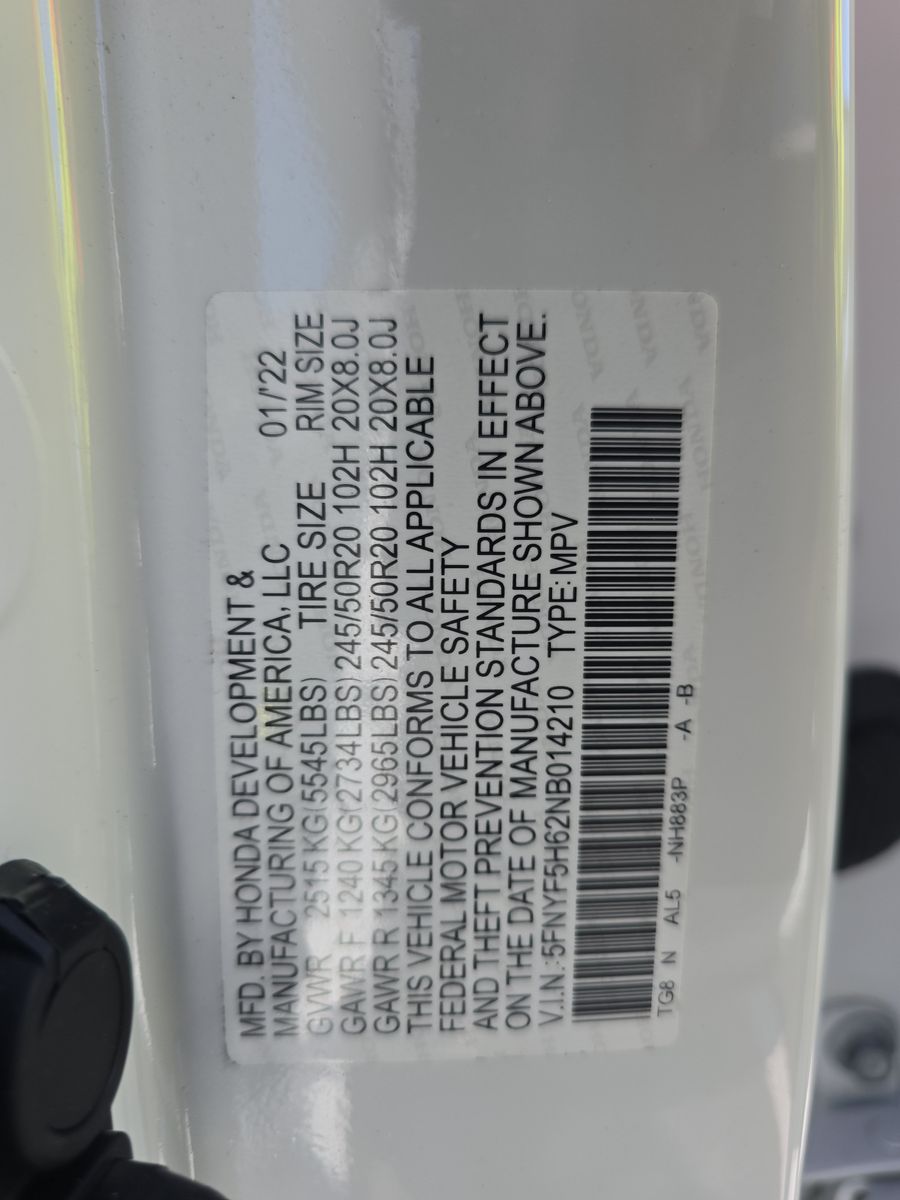 MFD. BY HONDA DEVELOPMENT &
MANUFACTURING OF AMERICA, LLC 01/'22
GVWR 2515 KG(5545LBS) TIRE SIZE RIM SIZE
GAWR F 1240 KG(2734LBS) 245/50R20 102H 20X8.0J
GAWR R 1345 KG(2965LBS) 245/50R20 102H 20X8.0J
THIS VEHICLE CONFORMS TO ALL APPLICABLE
FEDERAL MOTOR VEHICLE SAFETY
AND THEFT PREVENTION STANDARDS IN EFFECT
ON THE DATE OF MANUFACTURE SHOWN ABOVE.
V.I.N.:5FNYF5H62NB014210 TYPE: MPV
TG8 N AL5 -NH883P -A -B